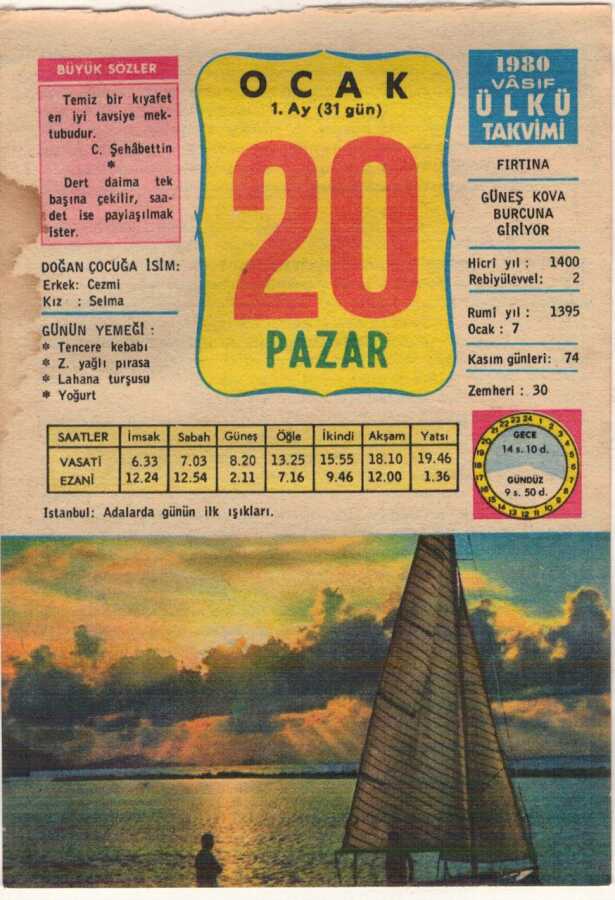 BÜYÜK SÖZLER
Temiz bir kıyafet
en iyi tavsiye mek-
tubudur.
C. Şehâbettin
*
Dert daima tek
başına çekilir, saa-
det ise paylaşılmak
ister.
DOĞAN ÇOCUĞA İSİM:
Erkek: Cezmi
Kız : Selma
GÜNÜN YEMEĞİ :
* Tencere kebabı
* Z. yağlı pırasa
* Lahana turşusu
* Yoğurt
OCAK
1. Ay (31 gün)
20
PAZAR
1980
VÂSIF
ÜLKÜ
TAKVİMİ
FIRTINA
GÜNEŞ KOVA
BURCUNA
GİRİYOR
Hicrî yıl : 1400
Rebiyülevvel: 2
Rumî yıl : 1395
Ocak : 7
Kasım günleri: 74
Zemheri : 30
SAATLER İmsak Sabah Güneş Öğle İkindi Akşam Yatsı
VASATİ 6.33 7.03 8.20 13.25 15.55 18.10 19.46
EZANİ 12.24 12.54 2.11 7.16 9.46 12.00 1.36
GECE
14 s. 10 d.
GÜNDÜZ
9 s. 50 d.
Istanbul: Adalarda günün ilk ışıkları.